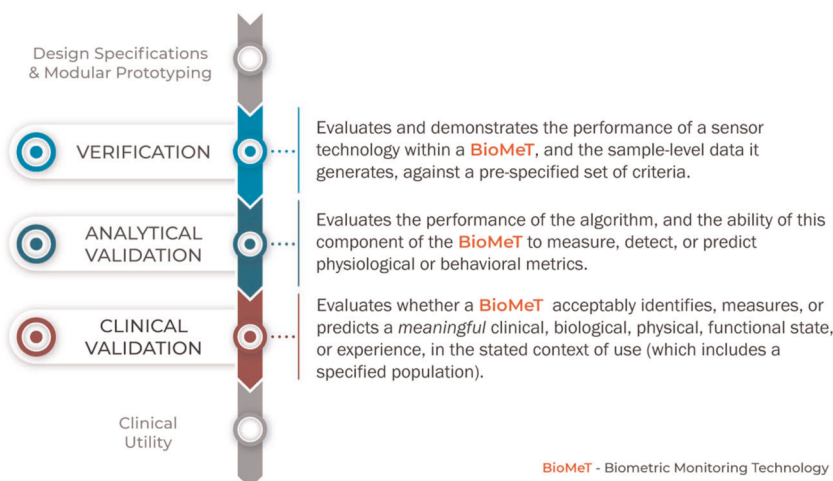 Design Specifications
& Modular Prototyping
VERIFICATION
Evaluates and demonstrates the performance of a sensor
technology within a BioMeT, and the sample-level data it
generates, against a pre-specified set of criteria.
ANALYTICAL
VALIDATION
Evaluates the performance of the algorithm, and the ability of this
component of the BioMeT to measure, detect, or predict
physiological or behavioral metrics.
CLINICAL
VALIDATION
Evaluates whether a BioMeT acceptably identifies, measures, or
predicts a meaningful clinical, biological, physical, functional state,
or experience, in the stated context of use (which includes a
specified population).
Clinical
Utility
BioMeT - Biometric Monitoring Technology